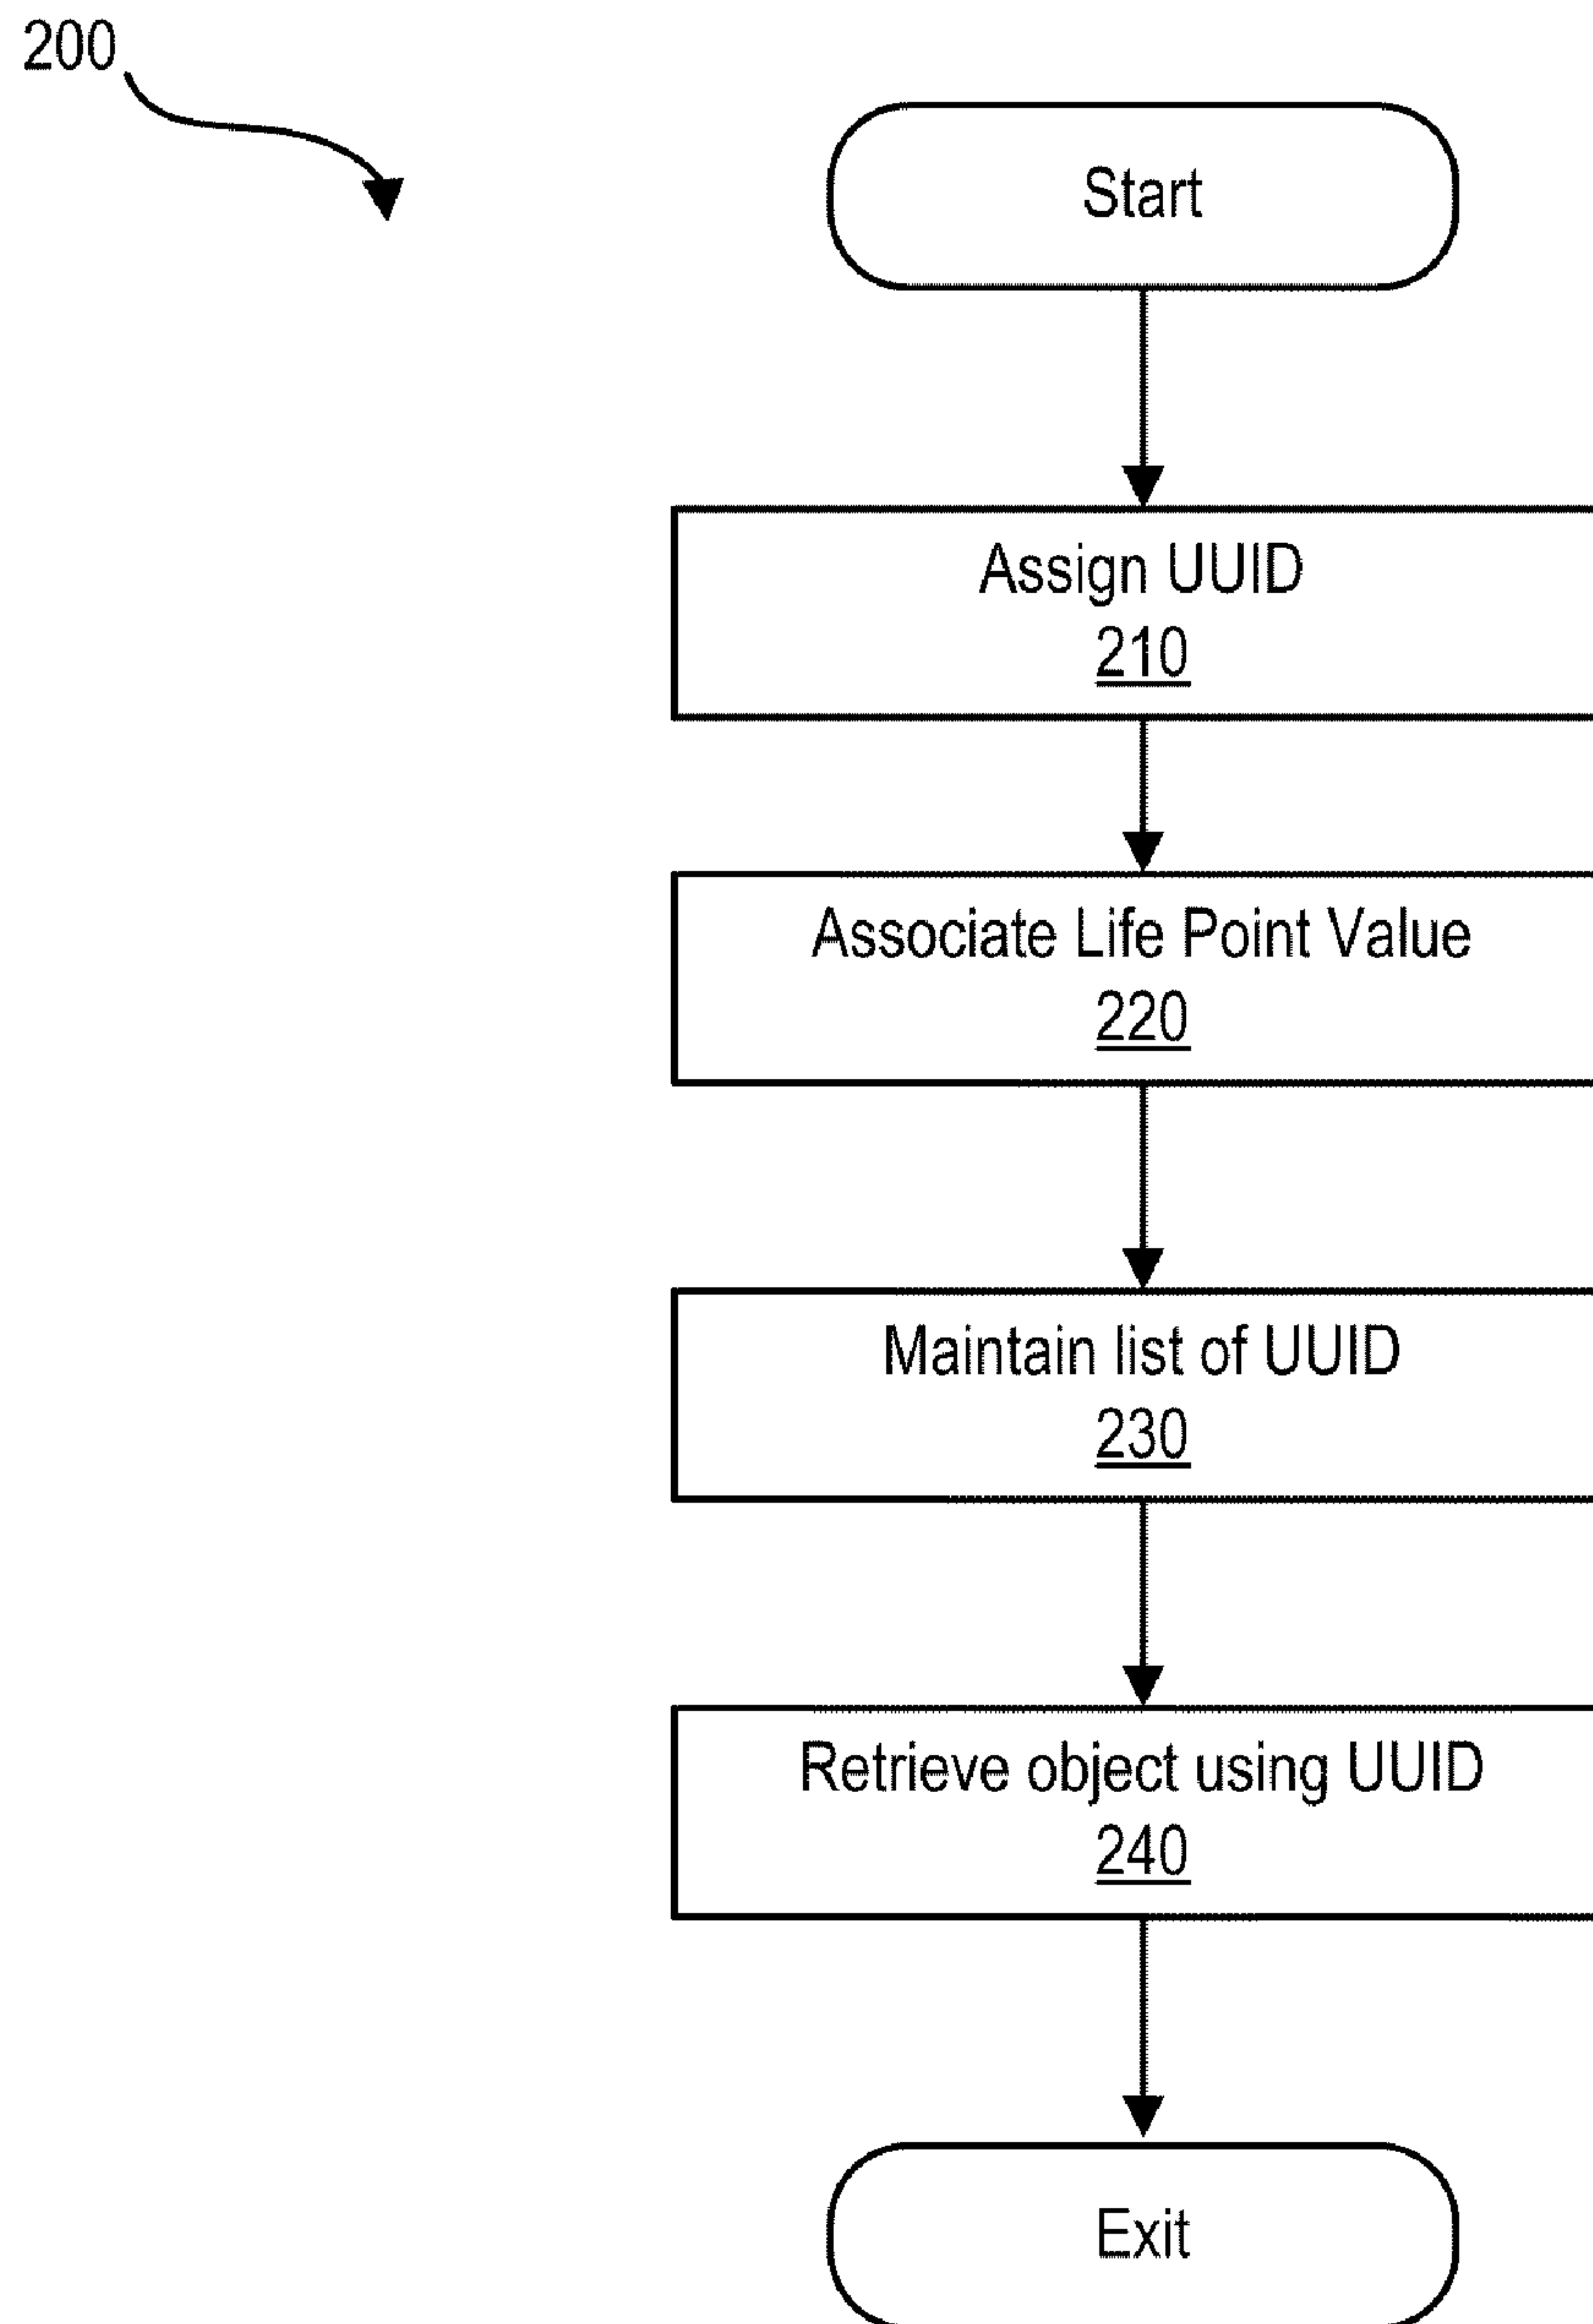 200
Start
Assign UUID
210
Associate Life Point Value
220
Maintain list of UUID
230
Retrieve object using UUID
240
Exit